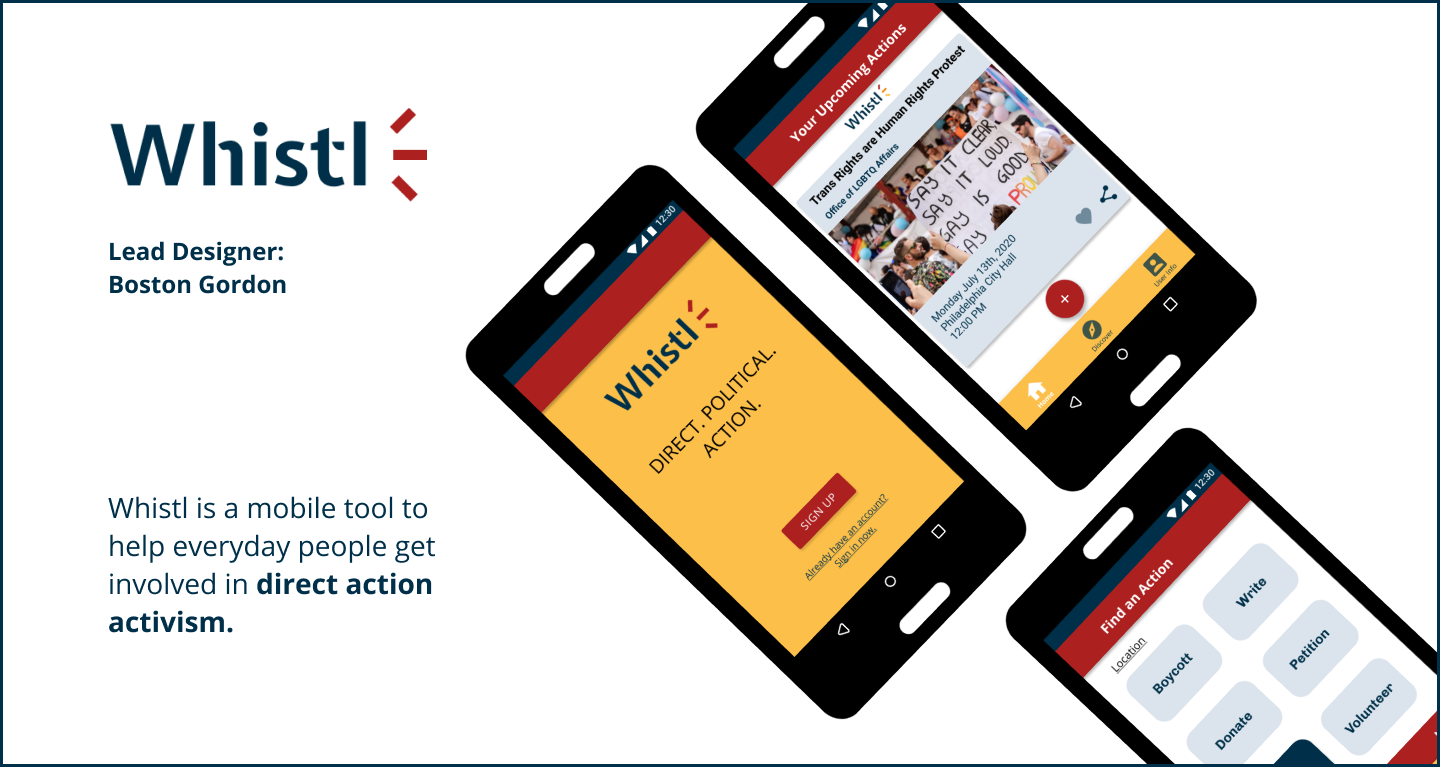 Whistl
Lead Designer:
Boston Gordon
Whistl is a mobile tool to
help everyday people get
involved in direct action
activism.
12:30
Whistl
DIRECT. POLITICAL.
ACTION.
SIGN UP
Already have an account?
Sign in now.
Your Upcoming Actions
Whistl
Trans Rights are Human Rights Protest
Office of LGBTQ Affairs
SAY IT CLEAR
SAY IT LOUD
GAY IS GOOD
GAY
PROUD
Monday July 13th, 2020
Philadelphia City Hall
12:00 PM
+
Home
Discover
User Info
12:30
Find an Action
Location
Boycott
Write
Donate
Petition
Volunteer